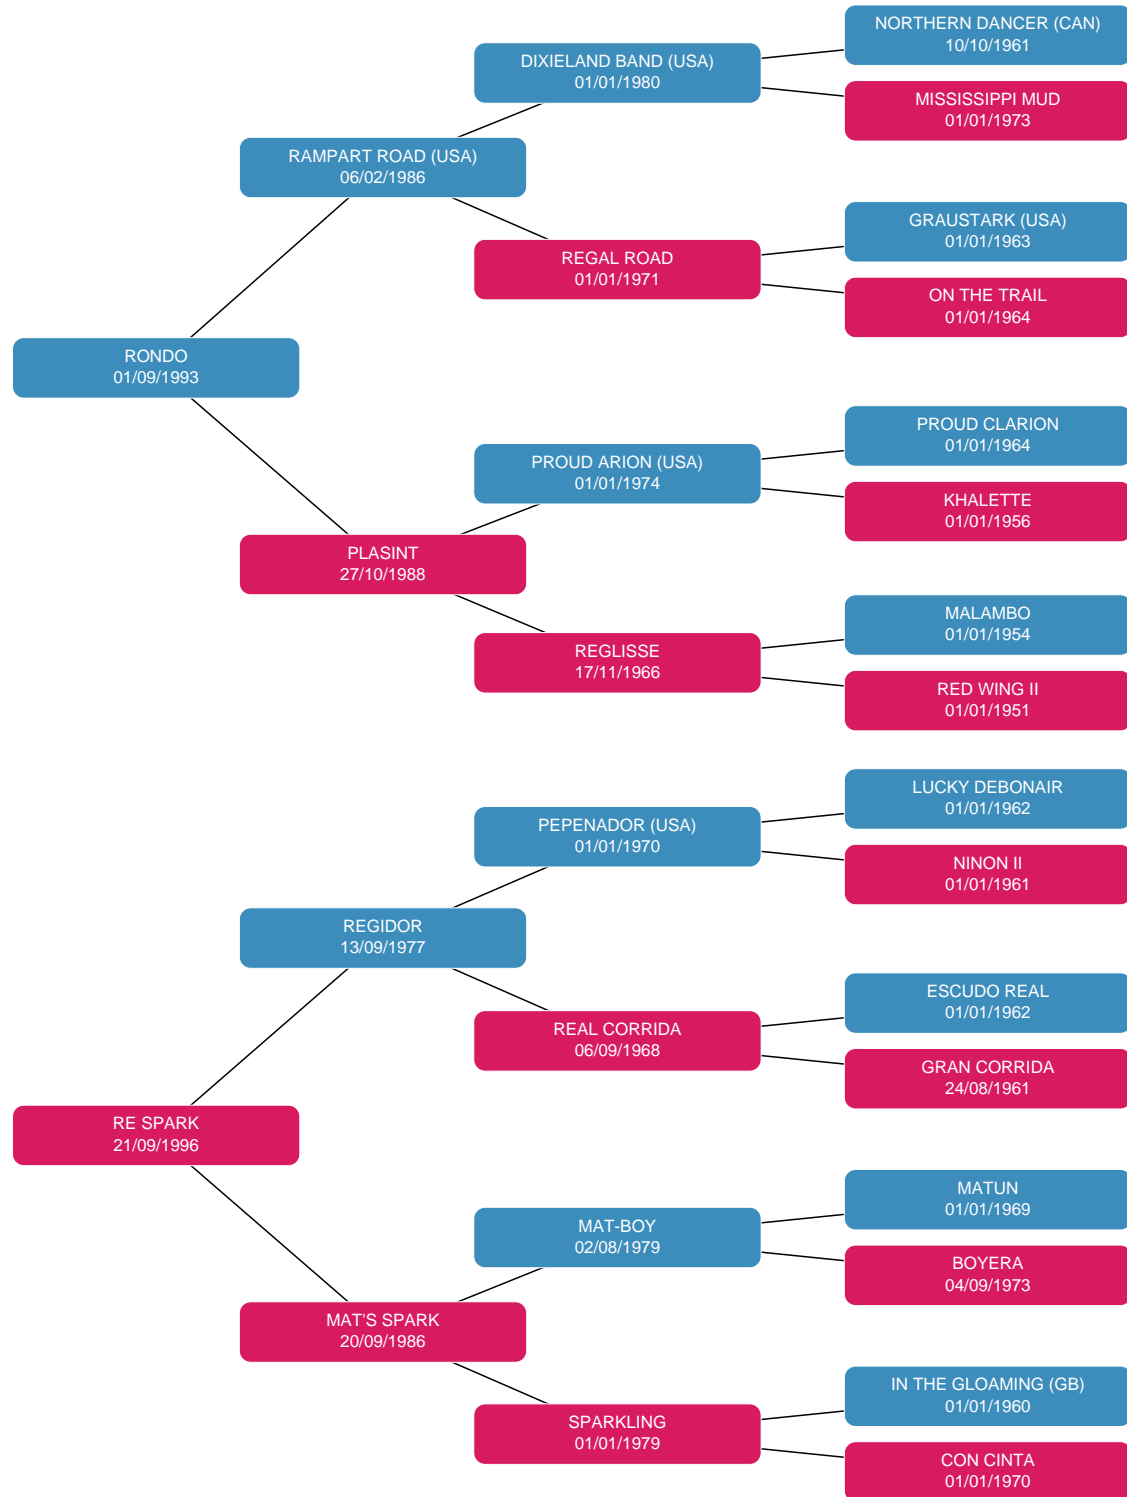 NORTHERN DANCER (CAN)
10/10/1961
DIXIELAND BAND (USA)
01/01/1980
MISSISSIPPI MUD
01/01/1973
RAMPART ROAD (USA)
06/02/1986
GRAUSTARK (USA)
01/01/1963
REGAL ROAD
01/01/1971
ON THE TRAIL
01/01/1964
RONDO
01/09/1993
PROUD CLARION
01/01/1964
PROUD ARION (USA)
01/01/1974
KHALETTE
01/01/1956
PLASINT
27/10/1988
MALAMBO
01/01/1954
REGLISSE
17/11/1966
RED WING II
01/01/1951
LUCKY DEBONAIR
01/01/1962
PEPENADOR (USA)
01/01/1970
NINON II
01/01/1961
REGIDOR
13/09/1977
ESCUDO REAL
01/01/1962
REAL CORRIDA
06/09/1968
GRAN CORRIDA
24/08/1961
RE SPARK
21/09/1996
MATUN
01/01/1969
MAT-BOY
02/08/1979
BOYERA
04/09/1973
MAT'S SPARK
20/09/1986
IN THE GLOAMING (GB)
01/01/1960
SPARKLING
01/01/1979
CON CINTA
01/01/1970